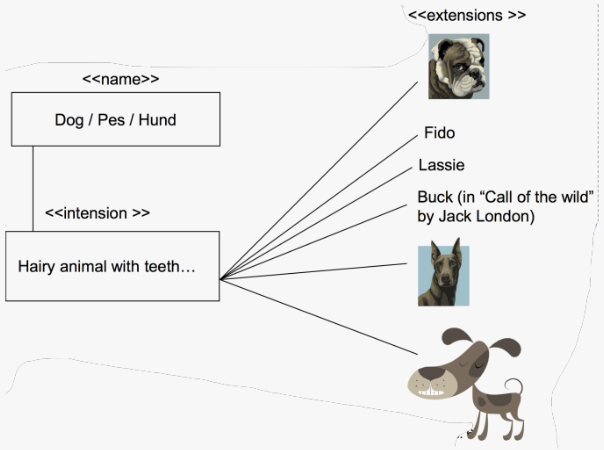 <<extensions >>
<<name>>
Dog / Pes / Hund
Fido
Lassie
Buck (in “Call of the wild”
by Jack London)
<<intension >>
Hairy animal with teeth…